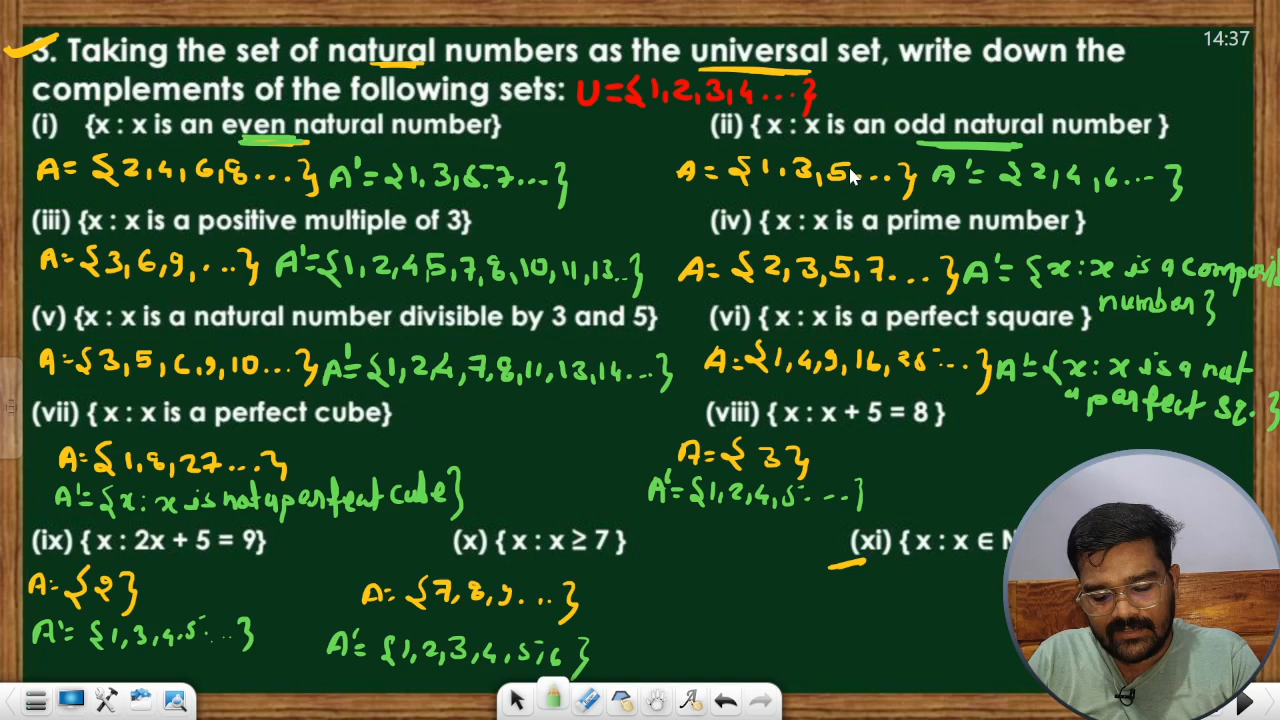 14:37
3. Taking the set of natural numbers as the universal set, write down the
complements of the following sets: U={1,2,3,4...}
(i) {x : x is an even natural number} (ii) { x : x is an odd natural number }
A= {2,4,6,8...} A'={1,3,5.7...} A= {1,3,5,...} A'= {2,4,6...}
(iii) {x : x is a positive multiple of 3} (iv) { x : x is a prime number }
A={3,6,9,...} A'={1,2,4,5,7,8,10,11,13..} A= {2,3,5,7...} A'= {x:x is a composi
number}
(v) {x : x is a natural number divisible by 3 and 5} (vi) { x : x is a perfect square }
A={3,5,6,9,10...} A'={1,2,4,7,8,11,13,14...} A={1,4,9,16,25...} A'={x: x is a not
a perfect sq.}
(vii) { x : x is a perfect cube} (viii) { x : x + 5 = 8 }
A={1,8,27...} A={3}
A'={x: x is not a perfect cube} A'={1,2,4,5...}
(ix) { x : 2x + 5 = 9} (x) { x : x ≥ 7 } (xi) { x : x ∈ N
A={2} A={7,8,9...}
A'={1,3,4.5...} A'={1,2,3,4,5,6}